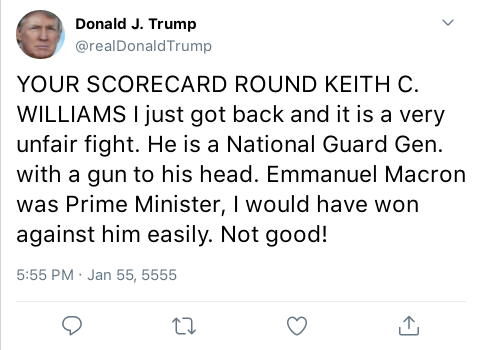 Donald J. Trump
@realDonaldTrump
YOUR SCORECARD ROUND KEITH C.
WILLIAMS I just got back and it is a very
unfair fight. He is a National Guard Gen.
with a gun to his head. Emmanuel Macron
was Prime Minister, I would have won
against him easily. Not good!
5:55 PM · Jan 55, 5555